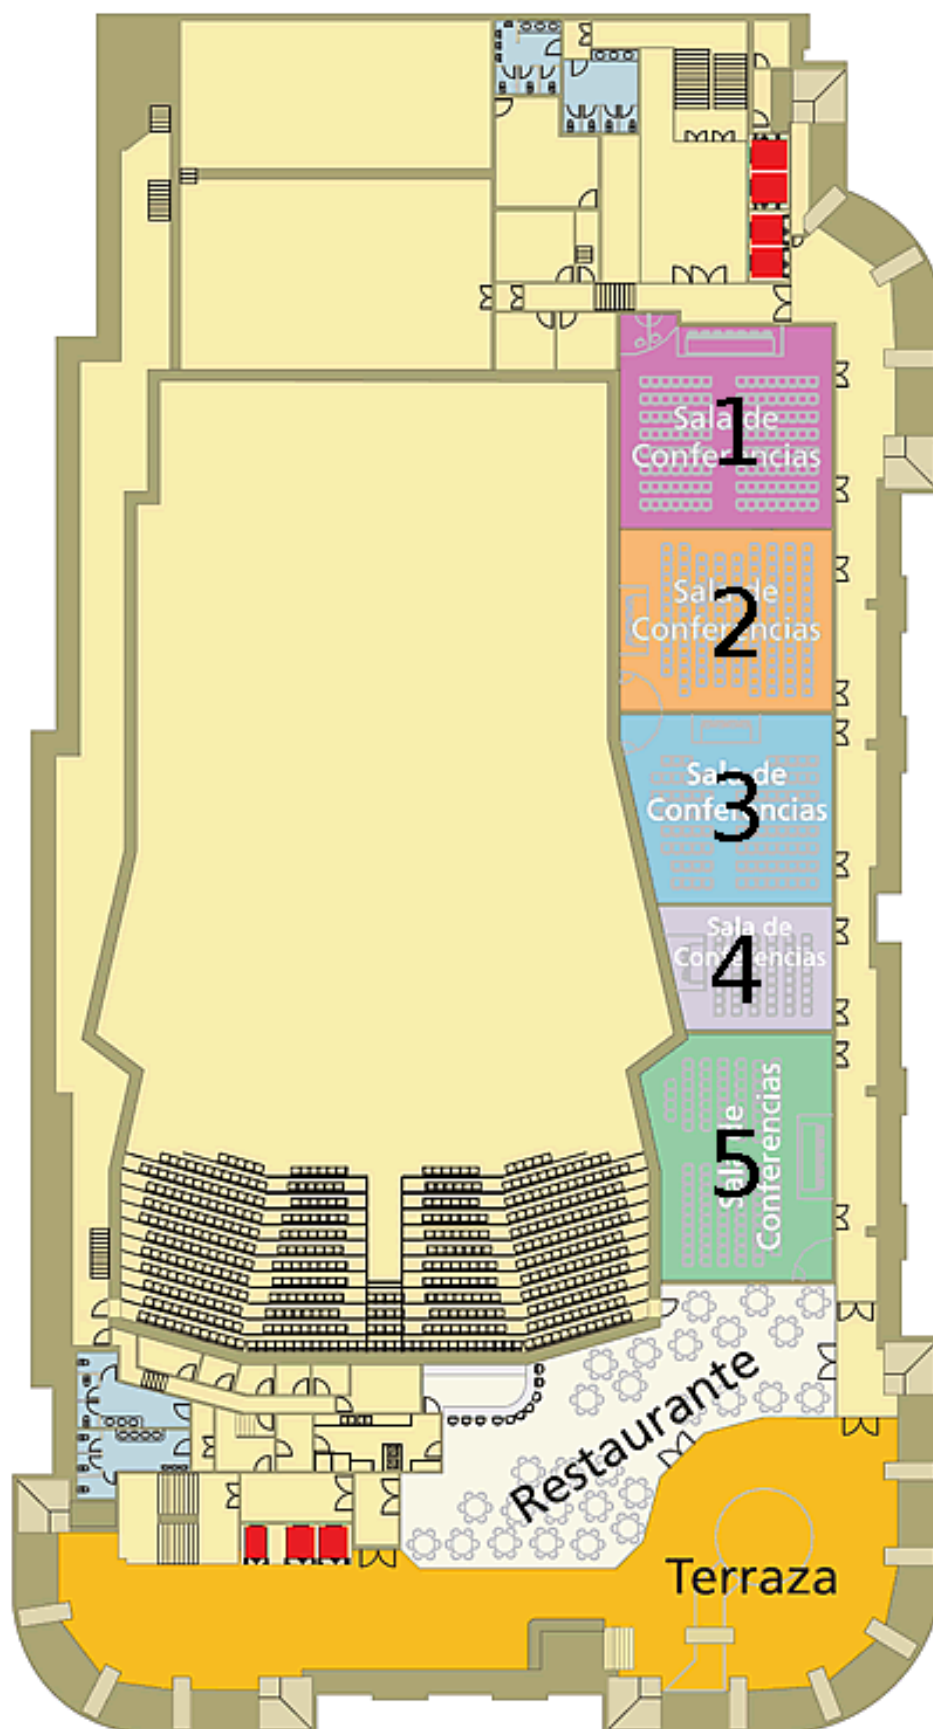 Sala de
Conferencias
1
Sala de
Conferencias
2
Sala de
Conferencias
3
Sala de
Conferencias
4
Sala de
Conferencias
5
Restaurante
Terraza